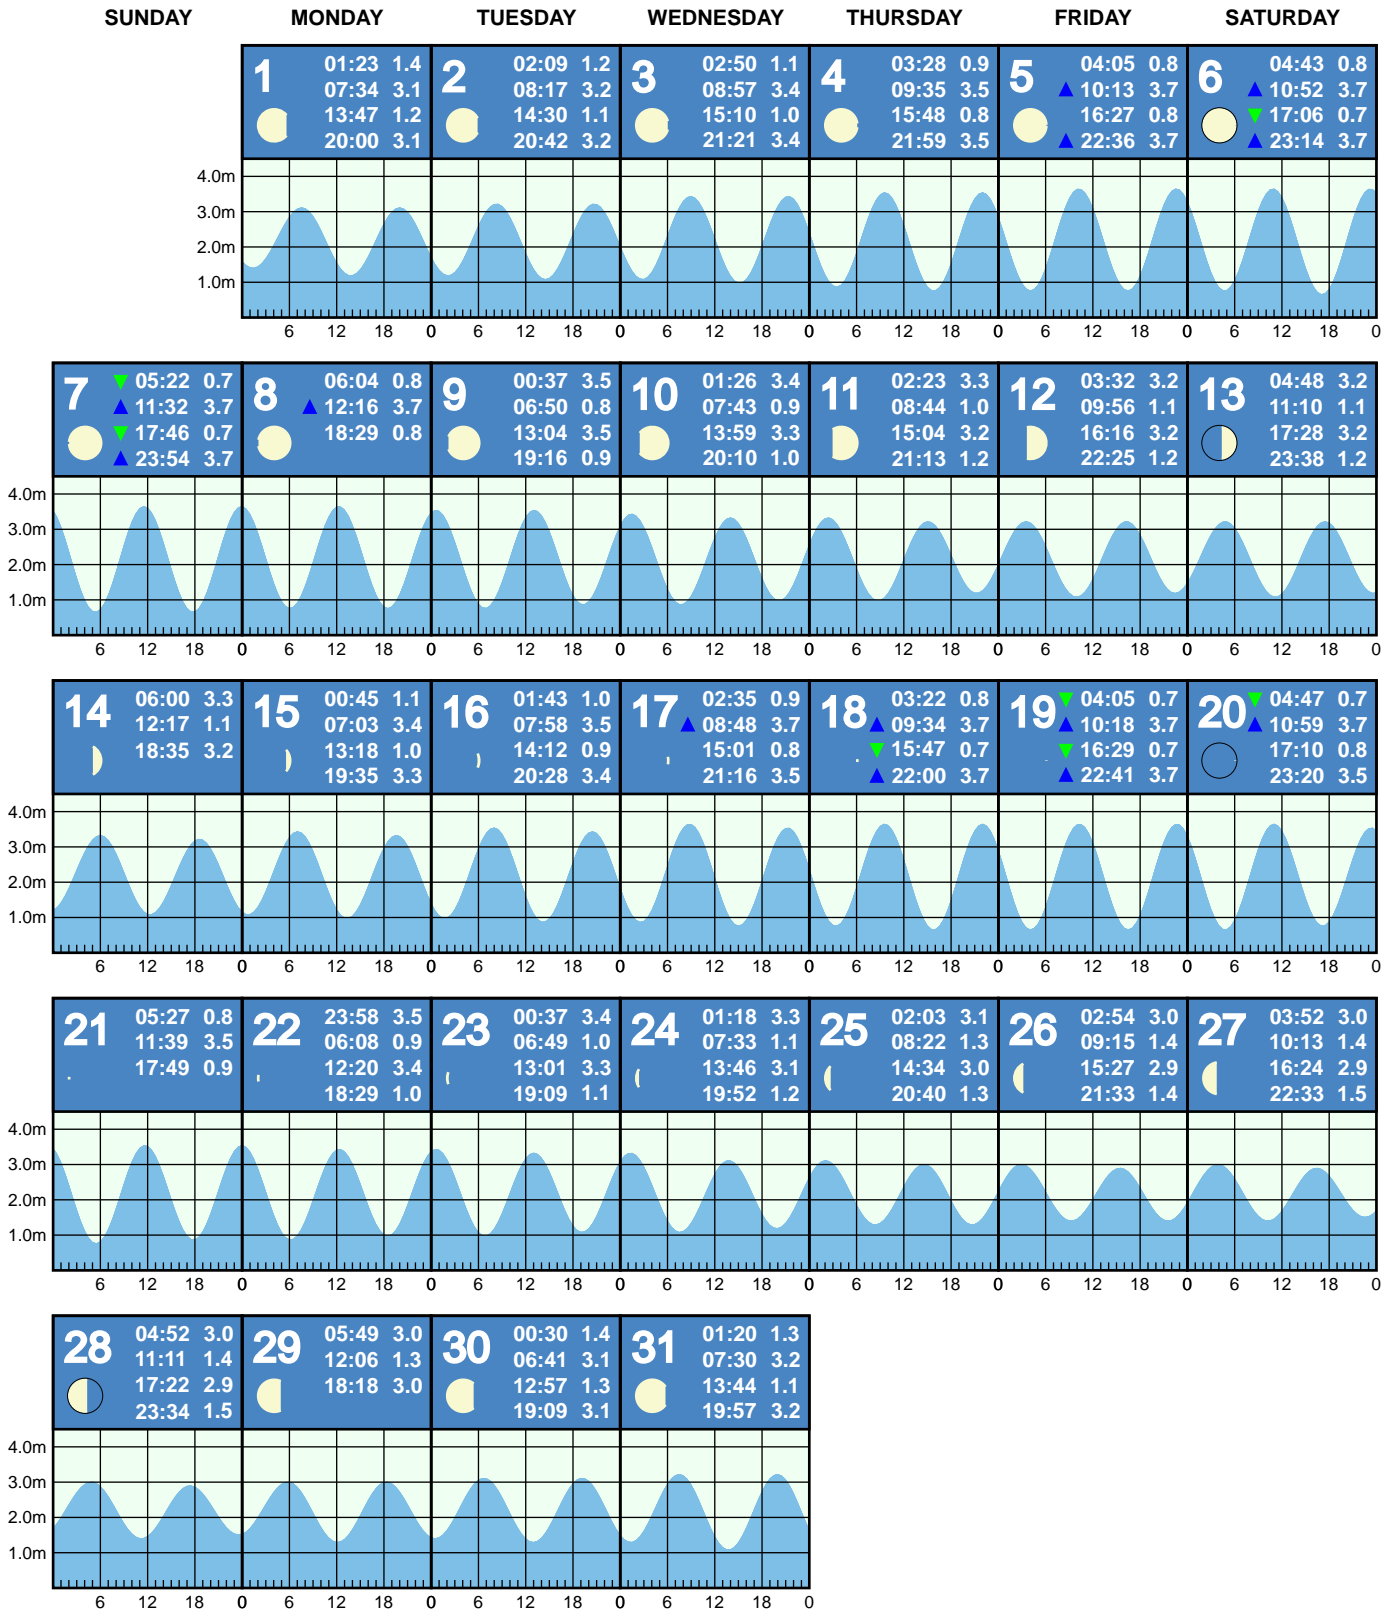 SUNDAY MONDAY TUESDAY WEDNESDAY THURSDAY FRIDAY SATURDAY
1 01:23 1.4
07:34 3.1
13:47 1.2
20:00 3.1
2 02:09 1.2
08:17 3.2
14:30 1.1
20:42 3.2
3 02:50 1.1
08:57 3.4
15:10 1.0
21:21 3.4
4 03:28 0.9
09:35 3.5
15:48 0.8
21:59 3.5
5 04:05 0.8
10:13 3.7
16:27 0.8
22:36 3.7
6 04:43 0.8
10:52 3.7
17:06 0.7
23:14 3.7
4.0m
3.0m
2.0m
1.0m
6 12 18 0 6 12 18 0 6 12 18 0 6 12 18 0 6 12 18 0 6 12 18 0
7 05:22 0.7
11:32 3.7
17:46 0.7
23:54 3.7
8 06:04 0.8
12:16 3.7
18:29 0.8
9 00:37 3.5
06:50 0.8
13:04 3.5
19:16 0.9
10 01:26 3.4
07:43 0.9
13:59 3.3
20:10 1.0
11 02:23 3.3
08:44 1.0
15:04 3.2
21:13 1.2
12 03:32 3.2
09:56 1.1
16:16 3.2
22:25 1.2
13 04:48 3.2
11:10 1.1
17:28 3.2
23:38 1.2
4.0m
3.0m
2.0m
1.0m
6 12 18 0 6 12 18 0 6 12 18 0 6 12 18 0 6 12 18 0 6 12 18 0 6 12 18 0
14 06:00 3.3
12:17 1.1
18:35 3.2
15 00:45 1.1
07:03 3.4
13:18 1.0
19:35 3.3
16 01:43 1.0
07:58 3.5
14:12 0.9
20:28 3.4
17 02:35 0.9
08:48 3.7
15:01 0.8
21:16 3.5
18 03:22 0.8
09:34 3.7
15:47 0.7
22:00 3.7
19 04:05 0.7
10:18 3.7
16:29 0.7
22:41 3.7
20 04:47 0.7
10:59 3.7
17:10 0.8
23:20 3.5
4.0m
3.0m
2.0m
1.0m
6 12 18 0 6 12 18 0 6 12 18 0 6 12 18 0 6 12 18 0 6 12 18 0 6 12 18 0
21 05:27 0.8
11:39 3.5
17:49 0.9
22 23:58 3.5
06:08 0.9
12:20 3.4
18:29 1.0
23 00:37 3.4
06:49 1.0
13:01 3.3
19:09 1.1
24 01:18 3.3
07:33 1.1
13:46 3.1
19:52 1.2
25 02:03 3.1
08:22 1.3
14:34 3.0
20:40 1.3
26 02:54 3.0
09:15 1.4
15:27 2.9
21:33 1.4
27 03:52 3.0
10:13 1.4
16:24 2.9
22:33 1.5
4.0m
3.0m
2.0m
1.0m
6 12 18 0 6 12 18 0 6 12 18 0 6 12 18 0 6 12 18 0 6 12 18 0 6 12 18 0
28 04:52 3.0
11:11 1.4
17:22 2.9
23:34 1.5
29 05:49 3.0
12:06 1.3
18:18 3.0
30 00:30 1.4
06:41 3.1
12:57 1.3
19:09 3.1
31 01:20 1.3
07:30 3.2
13:44 1.1
19:57 3.2
4.0m
3.0m
2.0m
1.0m
6 12 18 0 6 12 18 0 6 12 18 0 6 12 18 0